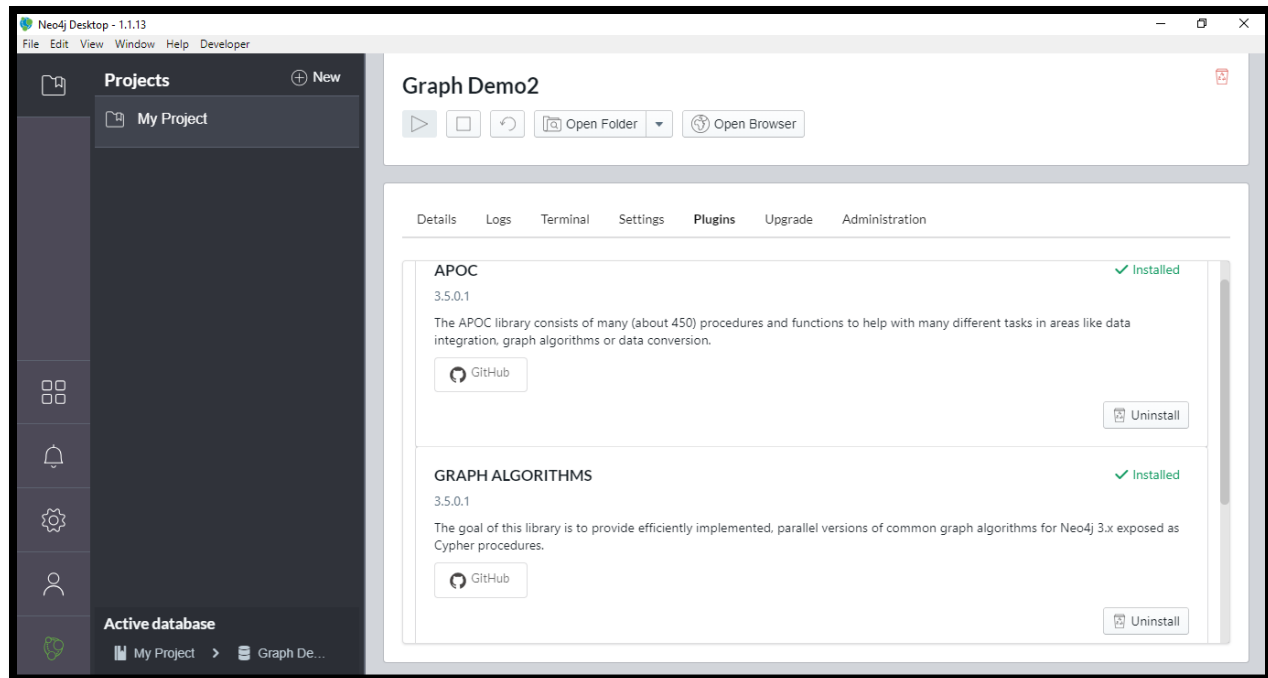 Neo4j Desktop - 1.1.13
File Edit View Window Help Developer
Projects
New
My Project
Active database
My Project > Graph De...
Graph Demo2
Open Folder
Open Browser
Details Logs Terminal Settings Plugins Upgrade Administration
APOC
Installed
3.5.0.1
The APOC library consists of many (about 450) procedures and functions to help with many different tasks in areas like data
integration, graph algorithms or data conversion.
GitHub
Uninstall
GRAPH ALGORITHMS
Installed
3.5.0.1
The goal of this library is to provide efficiently implemented, parallel versions of common graph algorithms for Neo4j 3.x exposed as
Cypher procedures.
GitHub
Uninstall